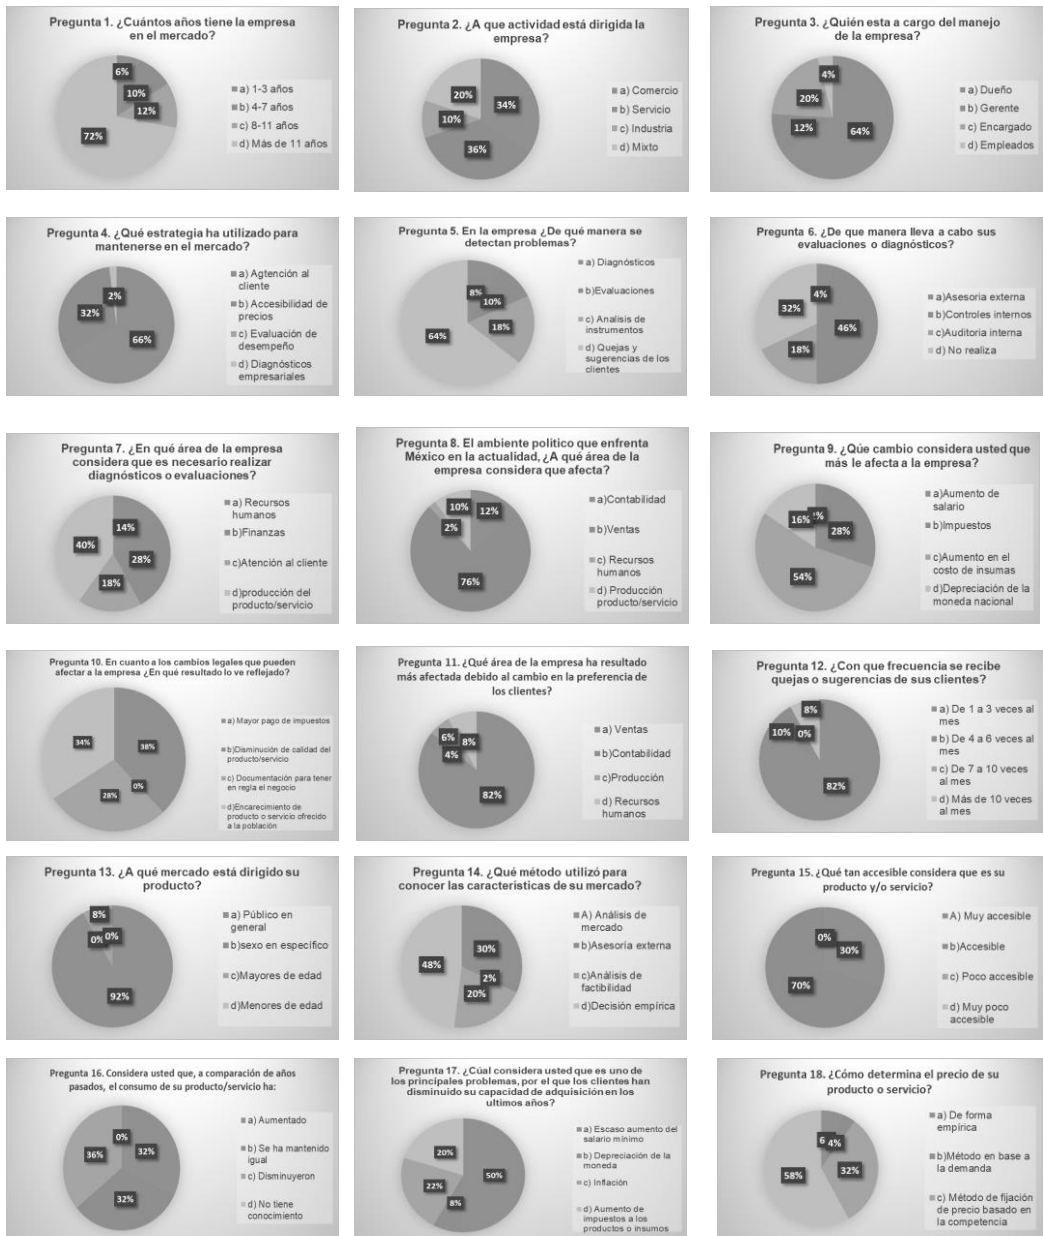 Pregunta 1. ¿Cuántos años tiene la empresa
en el mercado?
6%
10%
12%
72%
a) 1-3 años
b) 4-7 años
c) 8-11 años
d) Más de 11 años
Pregunta 2. ¿A que actividad está dirigida la
empresa?
20%
34%
10%
36%
a) Comercio
b) Servicio
c) Industria
d) Mixto
Pregunta 3. ¿Quién esta a cargo del manejo
de la empresa?
4%
20%
12%
64%
a) Dueño
b) Gerente
c) Encargado
d) Empleados
Pregunta 4. ¿Qué estrategia ha utilizado para
mantenerse en el mercado?
2%
32%
66%
a) Agtención al
cliente
b) Accesibilidad de
precios
c) Evaluación de
desempeño
d) Diagnósticos
empresariales
Pregunta 5. En la empresa ¿De qué manera se
detectan problemas?
8%
10%
18%
64%
a) Diagnósticos
b)Evaluaciones
c) Analisis de
instrumentos
d) Quejas y
sugerencias de los
clientes
Pregunta 6. ¿De que manera lleva a cabo sus
evaluaciones o diagnósticos?
4%
32%
46%
18%
a)Asesoria externa
b)Controles internos
c)Auditoria interna
d) No realiza
Pregunta 7. ¿En qué área de la empresa
considera que es necesario realizar
diagnósticos o evaluaciones?
14%
40%
28%
18%
a) Recursos
humanos
b)Finanzas
c)Atención al cliente
d)producción del
producto/servicio
Pregunta 8. El ambiente politico que enfrenta
México en la actualidad, ¿A qué área de la
empresa considera que afecta?
10%
12%
2%
76%
a)Contabilidad
b)Ventas
c) Recursos
humanos
d) Producción
producto/servicio
Pregunta 9. ¿Qúe cambio considera usted que
más le afecta a la empresa?
16%
28%
54%
a)Aumento de
salario
b)Impuestos
c)Aumento en el
costo de insumas
d)Depreciación de la
moneda nacional
Pregunta 10. En cuanto a los cambios legales que pueden
afectar a la empresa ¿En qué resultado lo ve reflejado?
34%
38%
0%
28%
a) Mayor pago de impuestos
b)Disminución de calidad del
producto/servicio
c) Documentación para tener
en regla el negocio
d)Encarecimiento de
producto o servicio ofrecido
a la población
Pregunta 11. ¿Qué área de la empresa ha resultado
más afectada debido al cambio en la preferencia de
los clientes?
6%
8%
4%
82%
a) Ventas
b)Contabilidad
c)Producción
d) Recursos
humanos
Pregunta 12. ¿Con que frecuencia se recibe
quejas o sugerencias de sus clientes?
8%
10%
0%
82%
a) De 1 a 3 veces al
mes
b) De 4 a 6 veces al
mes
c) De 7 a 10 veces
al mes
d) Más de 10 veces
al mes
Pregunta 13. ¿A qué mercado está dirigido su
producto?
8%
0%
0%
92%
a) Público en
general
b)sexo en específico
c)Mayores de edad
d)Menores de edad
Pregunta 14. ¿Qué método utilizó para
conocer las características de su mercado?
30%
48%
2%
20%
A) Análisis de
mercado
b)Asesoría externa
c)Análisis de
factibilidad
d)Decisión empírica
Pregunta 15. ¿Qué tan accesible considera que es su
producto y/o servicio?
0%
30%
70%
A) Muy accesible
b)Accesible
c) Poco accesible
d) Muy poco
accesible
Pregunta 16. Considera usted que, a comparación de años
pasados, el consumo de su producto/servicio ha:
0%
36%
32%
32%
a) Aumentado
b) Se ha mantenido
igual
c) Disminuyeron
d) No tiene
conocimiento
Pregunta 17. ¿Cúal considera usted que es uno de
los principales problemas, por el que los clientes han
disminuido su capacidad de adquisición en los
ultimos años?
20%
50%
22%
8%
a) Escaso aumento del
salario mínimo
b) Depreciación de la
moneda
c) Inflación
d) Aumento de
impuestos a los
productos o insumos
Pregunta 18. ¿Cómo determina el precio de su
producto o servicio?
6
4%
32%
58%
a) De forma
empírica
b)Método en base a
la demanda
c) Método de fijación
de precio basado en
la competencia